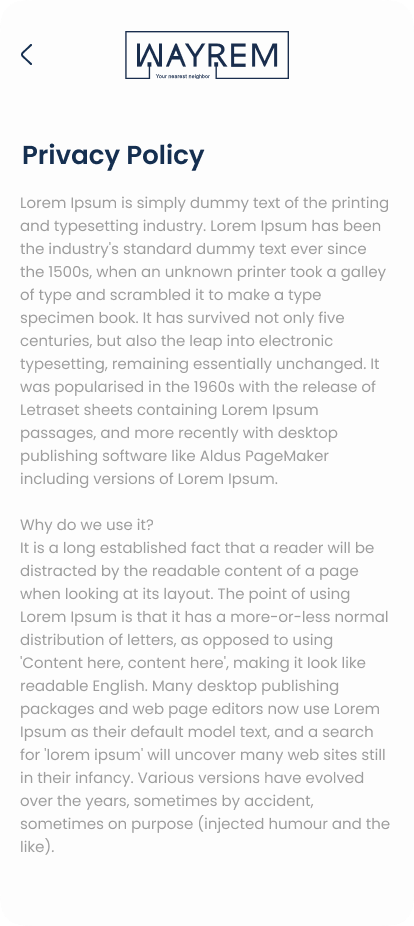 WAYREM
Your nearest neighbor
Privacy Policy
Lorem Ipsum is simply dummy text of the printing
and typesetting industry. Lorem Ipsum has been
the industry's standard dummy text ever since
the 1500s, when an unknown printer took a galley
of type and scrambled it to make a type
specimen book. It has survived not only five
centuries, but also the leap into electronic
typesetting, remaining essentially unchanged. It
was popularised in the 1960s with the release of
Letraset sheets containing Lorem Ipsum
passages, and more recently with desktop
publishing software like Aldus PageMaker
including versions of Lorem Ipsum.
Why do we use it?
It is a long established fact that a reader will be
distracted by the readable content of a page
when looking at its layout. The point of using
Lorem Ipsum is that it has a more-or-less normal
distribution of letters, as opposed to using
'Content here, content here', making it look like
readable English. Many desktop publishing
packages and web page editors now use Lorem
Ipsum as their default model text, and a search
for 'lorem ipsum' will uncover many web sites still
in their infancy. Various versions have evolved
over the years, sometimes by accident,
sometimes on purpose (injected humour and the
like).